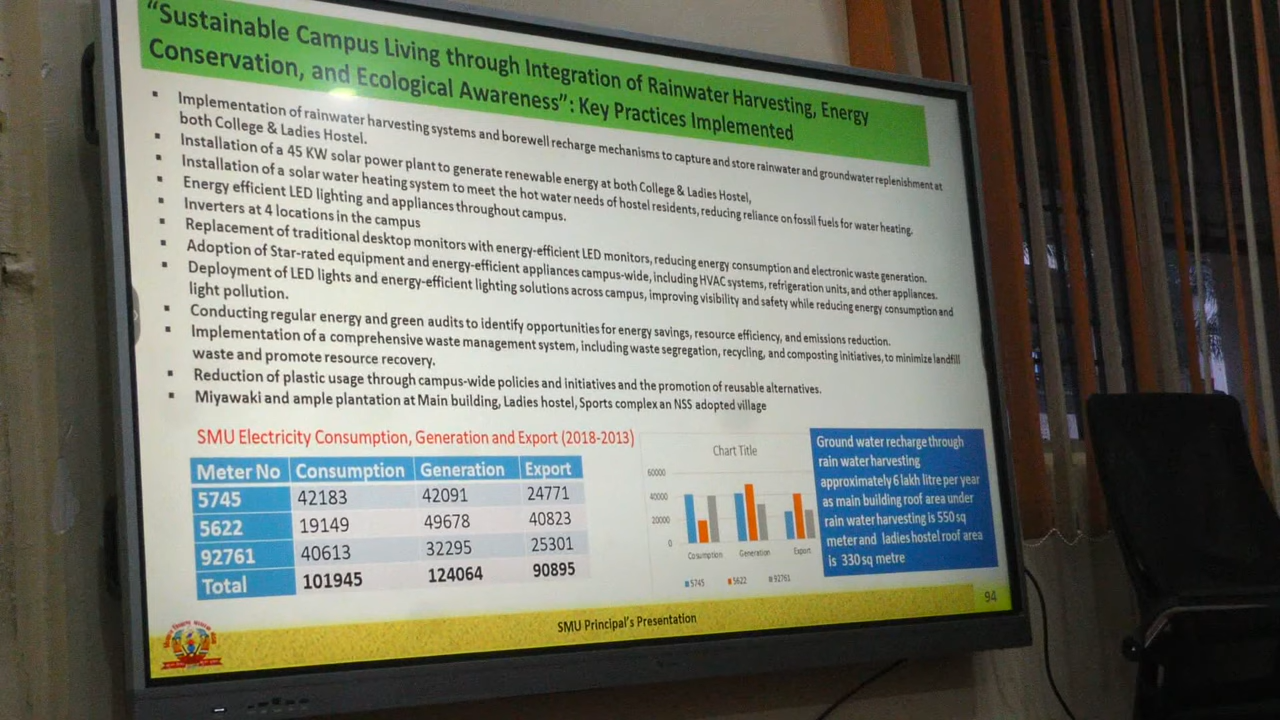 “Sustainable Campus Living through Integration of Rainwater Harvesting, Energy
Conservation, and Ecological Awareness”: Key Practices Implemented
▪ Implementation of rainwater harvesting systems and borewell recharge mechanisms to capture and store rainwater and groundwater replenishment at
both College & Ladies Hostel.
▪ Installation of a 45 KW solar power plant to generate renewable energy at both College & Ladies Hostel,
▪ Installation of a solar water heating system to meet the hot water needs of hostel residents, reducing reliance on fossil fuels for water heating.
▪ Energy efficient LED lighting and appliances throughout campus.
▪ Inverters at 4 locations in the campus
▪ Replacement of traditional desktop monitors with energy-efficient LED monitors, reducing energy consumption and electronic waste generation.
▪ Adoption of Star-rated equipment and energy-efficient appliances campus-wide, including HVAC systems, refrigeration units, and other appliances.
▪ Deployment of LED lights and energy-efficient lighting solutions across campus, improving visibility and safety while reducing energy consumption and
light pollution.
▪ Conducting regular energy and green audits to identify opportunities for energy savings, resource efficiency, and emissions reduction.
▪ Implementation of a comprehensive waste management system, including waste segregation, recycling, and composting initiatives, to minimize landfill
waste and promote resource recovery.
▪ Reduction of plastic usage through campus-wide policies and initiatives and the promotion of reusable alternatives.
▪ Miyawaki and ample plantation at Main building, Ladies hostel, Sports complex an NSS adopted village
SMU Electricity Consumption, Generation and Export (2018-2013)
Meter No Consumption Generation Export
5745 42183 42091 24771
5622 19149 49678 40823
92761 40613 32295 25301
Total 101945 124064 90895
Chart Title
60000
40000
20000
0
Cosumption Generation Export
5745 5622 92761
Ground water recharge through
rain water harvesting
approximately 6 lakh litre per year
as main building roof area under
rain water harvesting is 550 sq
meter and ladies hostel roof area
is 330 sq metre
SMU Principal's Presentation
94